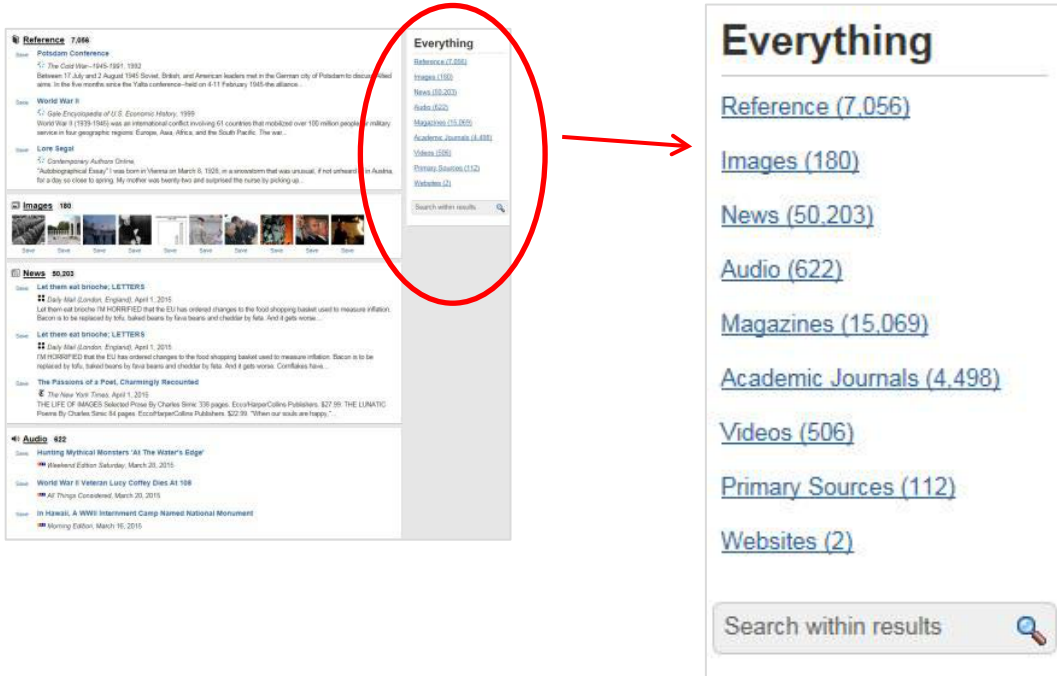 Reference 7,056
Save Potsdam Conference
The Cold War--1945-1991, 1992
Between 17 July and 2 August 1945 Soviet, British, and American leaders met in the German city of Potsdam to discuss Allied
aims. In the five months since the Yalta conference--held on 4-11 February 1945-the alliance...
Save World War II
Gale Encyclopedia of U.S. Economic History, 1999
World War II (1939-1945) was an international conflict involving 61 countries that mobilized over 100 million people for military
service in four geographic regions: Europe, Asia, Africa, and the South Pacific. The war...
Save Lore Segal
Contemporary Authors Online,
"Autobiographical Essay" I was born in Vienna on March 8, 1928, in a snowstorm that was unusual, if not unheard in Austria,
for a day so close to spring. My mother was twenty-two and surprised the nurse by picking up...
Images 180
Save Save Save Save Save Save Save Save Save Save
News 50,203
Save Let them eat brioche; LETTERS
Daily Mail (London, England), April 1, 2015
Let them eat brioche I'M HORRIFIED that the EU has ordered changes to the food shopping basket used to measure inflation.
Bacon is to be replaced by tofu, baked beans by fava beans and cheddar by feta. And it gets worse...
Save Let them eat brioche; LETTERS
Daily Mail (London, England), April 1, 2015
I'M HORRIFIED that the EU has ordered changes to the food shopping basket used to measure inflation. Bacon is to be
replaced by tofu, baked beans by fava beans and cheddar by feta. And it gets worse. Cornflakes have...
Save The Passions of a Poet, Charmingly Recounted
The New York Times, April 1, 2015
THE LIFE OF IMAGES Selected Prose By Charles Simic 338 pages. Ecco/HarperCollins Publishers. $27.99. THE LUNATIC
Poems By Charles Simic 84 pages. Ecco/HarperCollins Publishers. $22.99. "When our souls are happy,"...
Audio 622
Save Hunting Mythical Monsters 'At The Water's Edge'
Weekend Edition Saturday, March 20, 2015
Save World War II Veteran Lucy Coffey Dies At 108
All Things Considered, March 20, 2015
Save In Hawaii, A WWII Internment Camp Named National Monument
Morning Edition, March 16, 2015
Everything
Reference (7,056)
Images (180)
News (50,203)
Audio (622)
Magazines (15,069)
Academic Journals (4,498)
Videos (506)
Primary Sources (112)
Websites (2)
Search within results
Everything
Reference (7,056)
Images (180)
News (50,203)
Audio (622)
Magazines (15,069)
Academic Journals (4,498)
Videos (506)
Primary Sources (112)
Websites (2)
Search within results